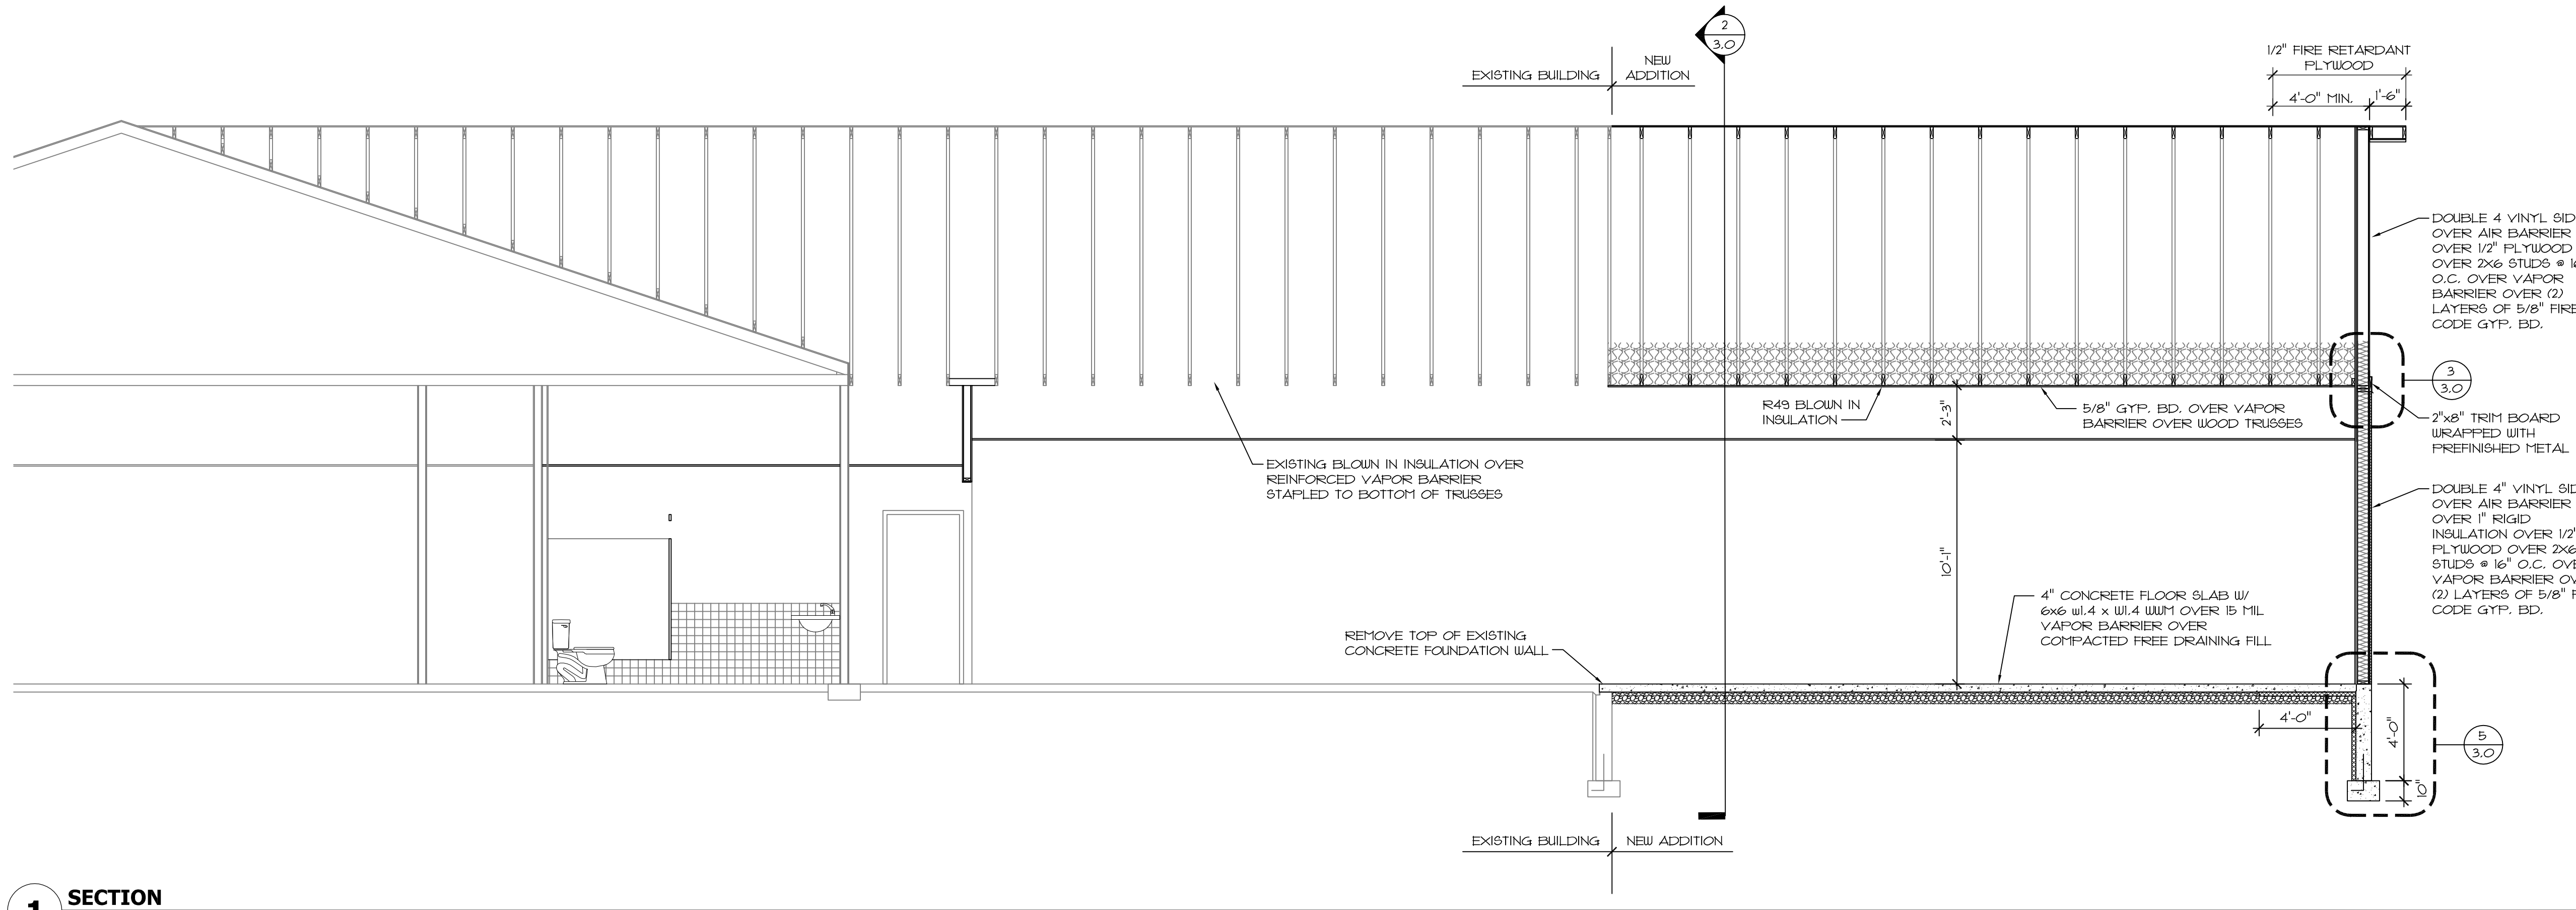 2
3.0
1/2" FIRE RETARDANT
PLYWOOD
EXISTING BUILDING
NEW
ADDITION
4'-0" MIN.
1'-6"
DOUBLE 4 VINYL SID
OVER AIR BARRIER
OVER 1/2" PLYWOOD
OVER 2X6 STUDS @ 16
O.C. OVER VAPOR
BARRIER OVER (2)
LAYERS OF 5/8" FIRE
CODE GYP. BD.
3
3.0
R49 BLOWN IN
INSULATION
2'-3"
5/8" GYP. BD. OVER VAPOR
BARRIER OVER WOOD TRUSSES
2"x8" TRIM BOARD
WRAPPED WITH
PREFINISHED METAL
EXISTING BLOWN IN INSULATION OVER
REINFORCED VAPOR BARRIER
STAPLED TO BOTTOM OF TRUSSES
DOUBLE 4" VINYL SID
OVER AIR BARRIER
OVER 1" RIGID
INSULATION OVER 1/2"
PLYWOOD OVER 2X6
STUDS @ 16" O.C. OVE
VAPOR BARRIER OV
(2) LAYERS OF 5/8" F
CODE GYP. BD.
10'-1"
4" CONCRETE FLOOR SLAB W/
6x6 w1.4 x W1.4 WWM OVER 15 MIL
VAPOR BARRIER OVER
COMPACTED FREE DRAINING FILL
REMOVE TOP OF EXISTING
CONCRETE FOUNDATION WALL
4'-0"
4'-0"
10"
5
3.0
EXISTING BUILDING
NEW ADDITION
1
SECTION